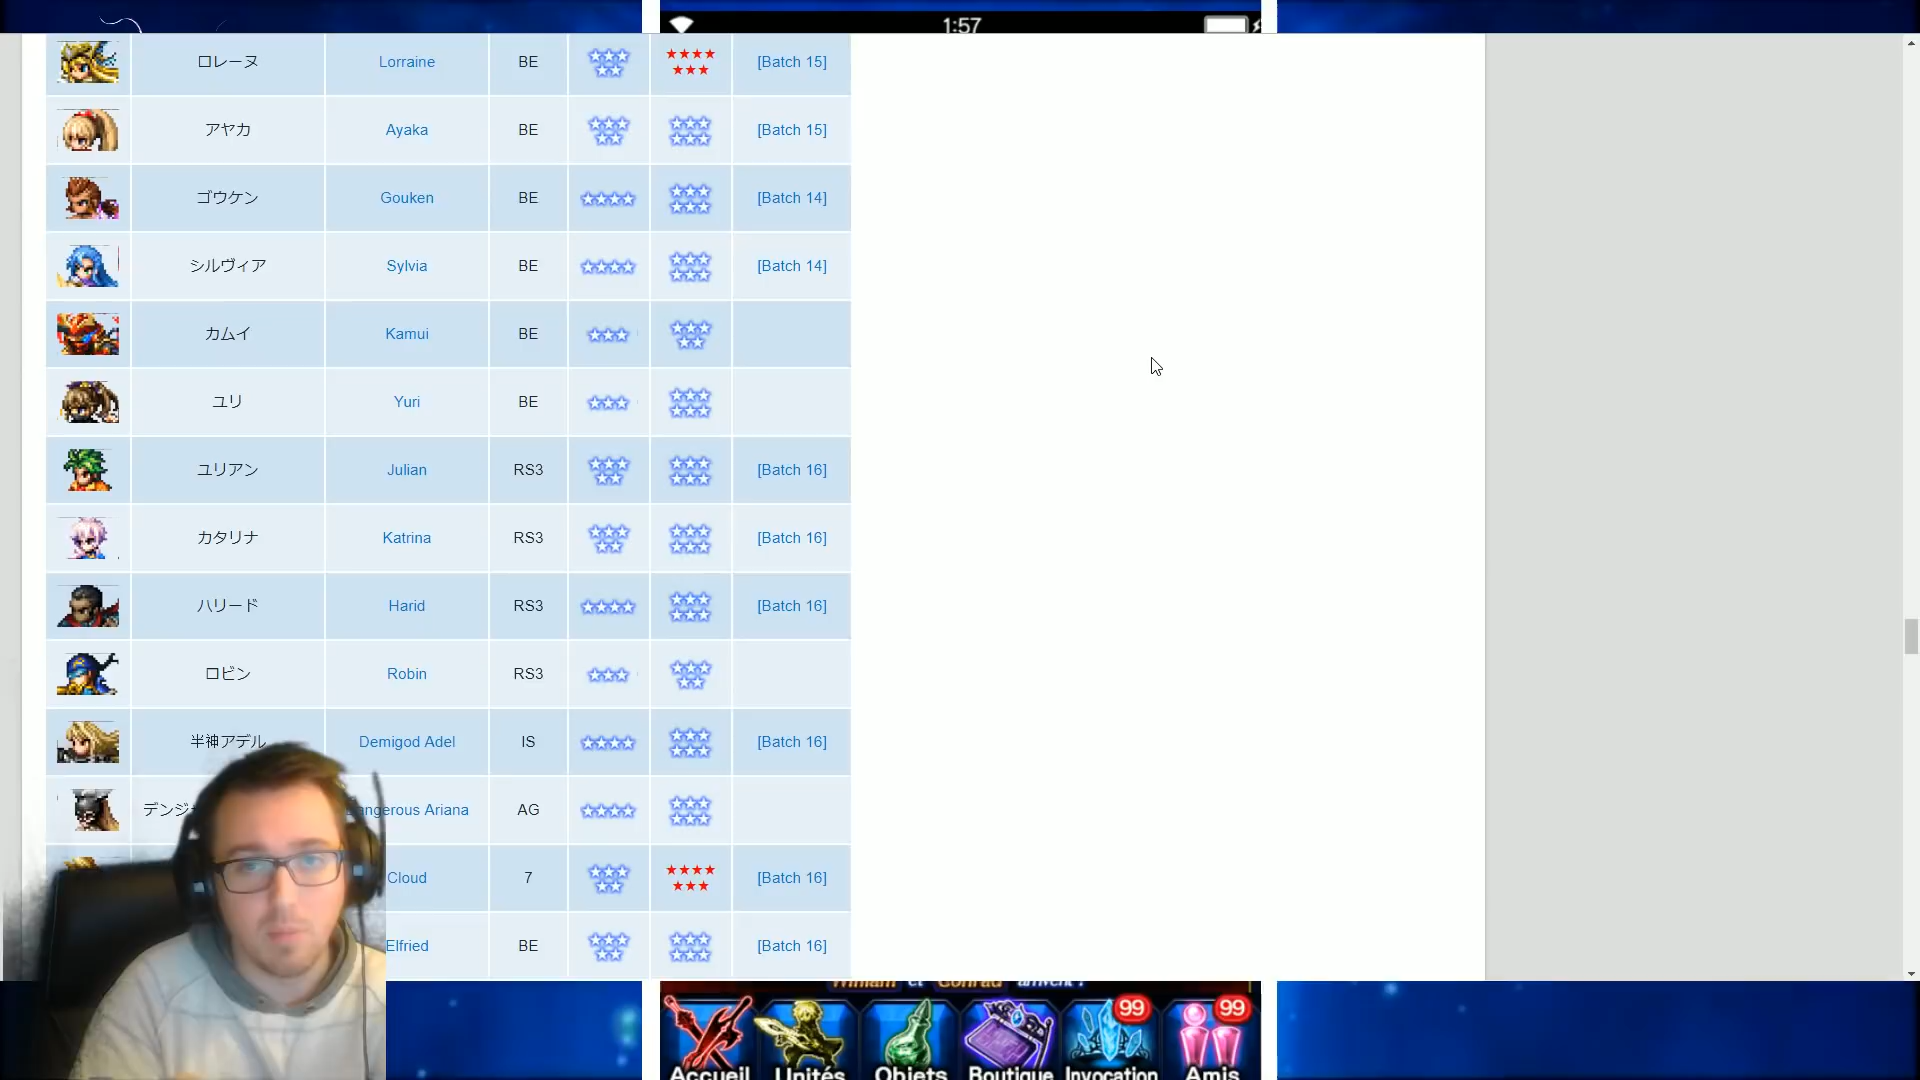 1:57
ロレーヌ Lorraine BE [Batch 15]
アヤカ Ayaka BE [Batch 15]
ゴウケン Gouken BE [Batch 14]
シルヴィア Sylvia BE [Batch 14]
カムイ Kamui BE
ユリ Yuri BE
ユリアン Julian RS3 [Batch 16]
カタリナ Katrina RS3 [Batch 16]
ハリード Harid RS3 [Batch 16]
ロビン Robin RS3
半神アデル Demigod Adel IS [Batch 16]
デンジ Ariana AG
Cloud 7 [Batch 16]
Elfried BE [Batch 16]
et Conrad arrivent !
99 99
Accueil Unités Objets Boutique Invocation Amis